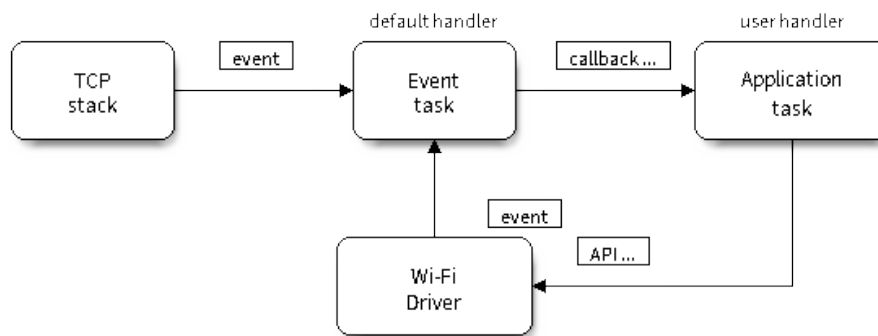 default handler
user handler
event
callback...
TCP
stack
Event
task
Application
task
event
API...
Wi-Fi
Driver